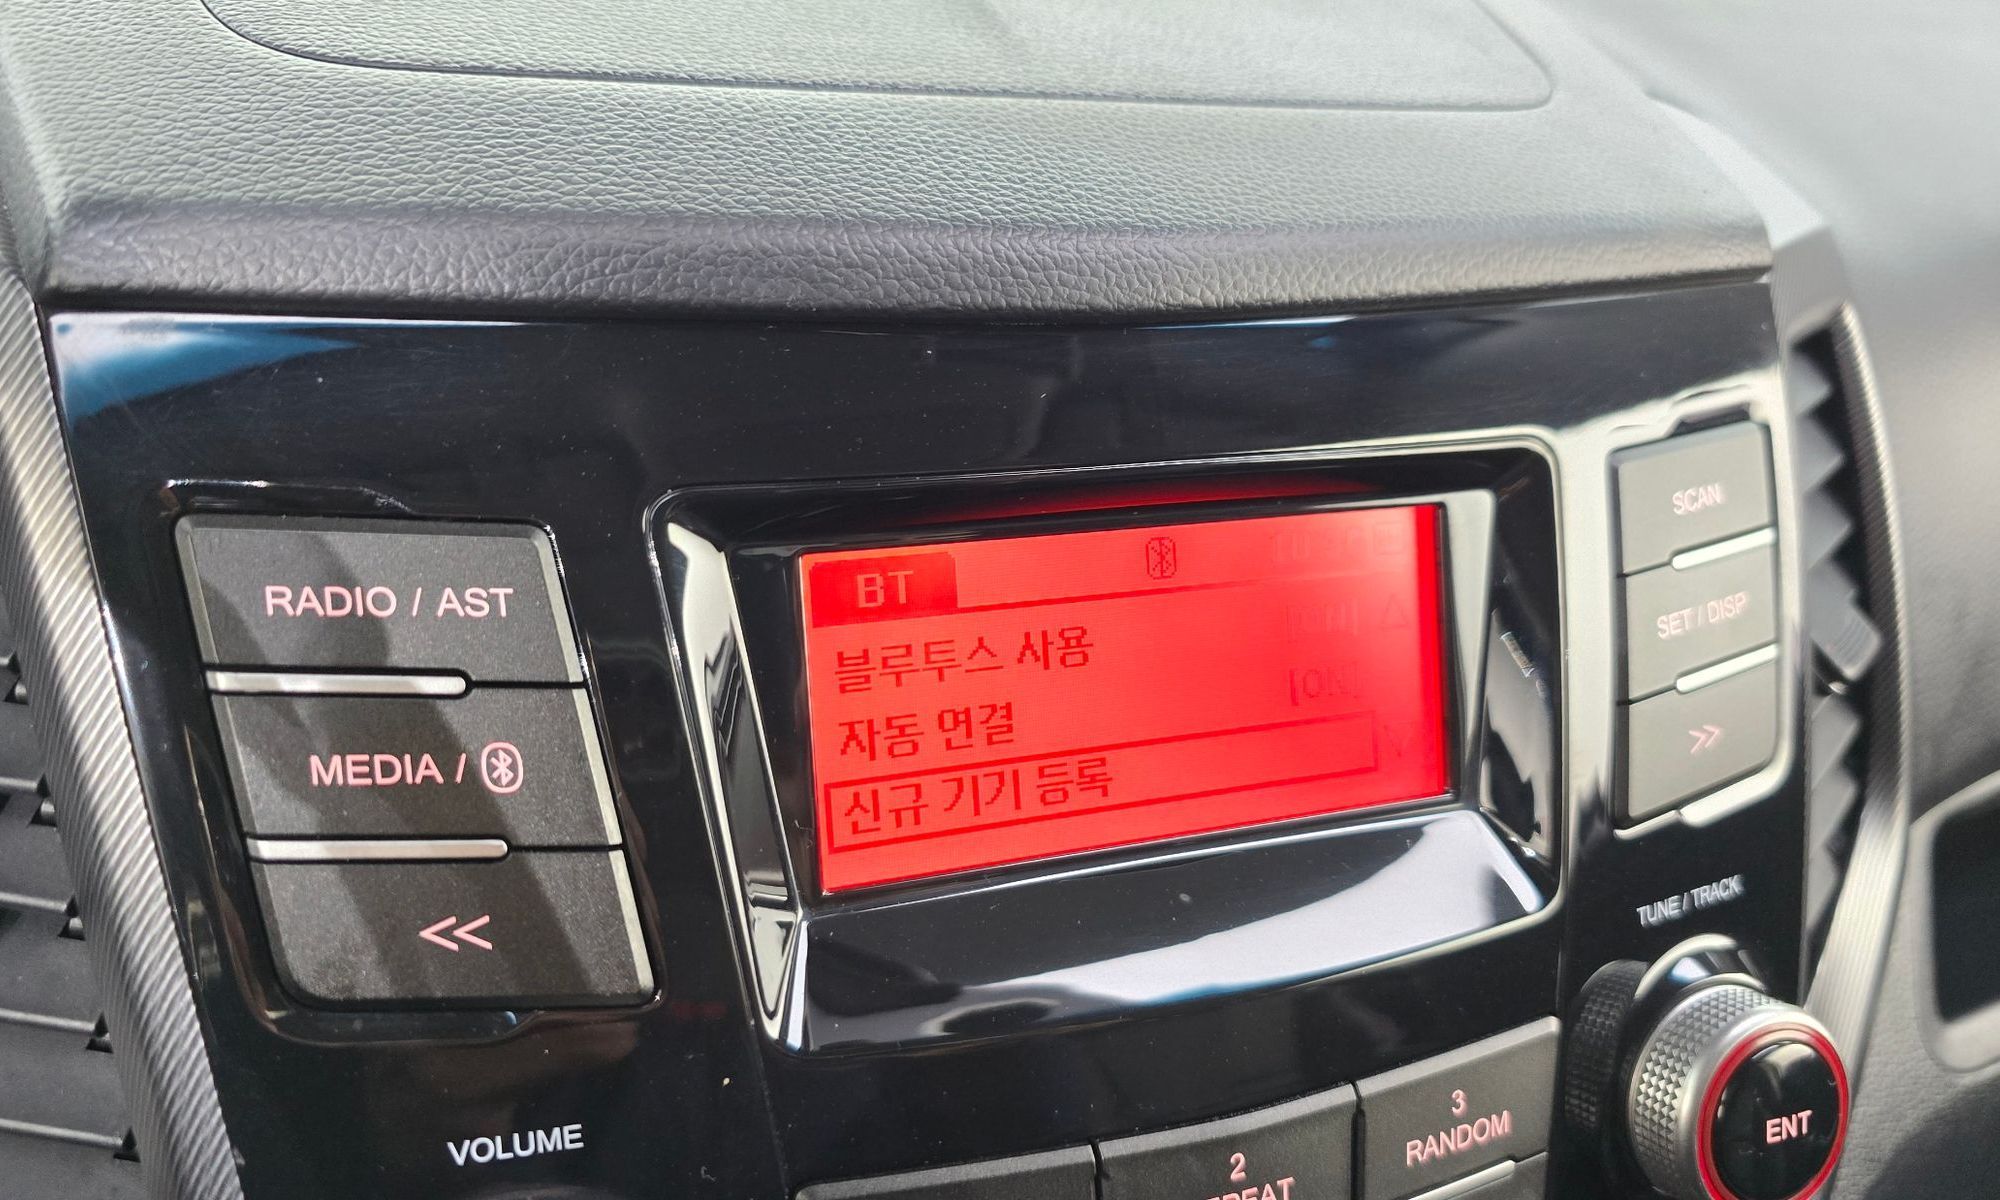 RADIO / AST
MEDIA /
<<
VOLUME
BT
블루투스 사용 [ON]
자동 연결 [ON]
신규 기기 등록
SCAN
SET / DISP
>>
TUNE / TRACK
ENT
2
3
RANDOM